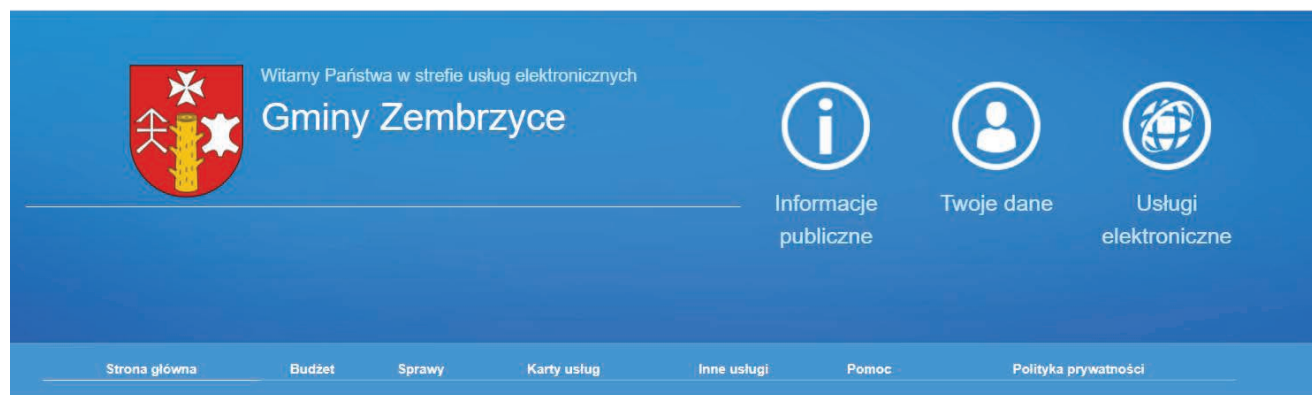 Witamy Państwa w strefie usług elektronicznych
Gminy Zembrzyce
Informacje
publiczne
Twoje dane
Usługi
elektroniczne
Strona główna
Budżet
Sprawy
Karty usług
Inne usługi
Pomoc
Polityka prywatności